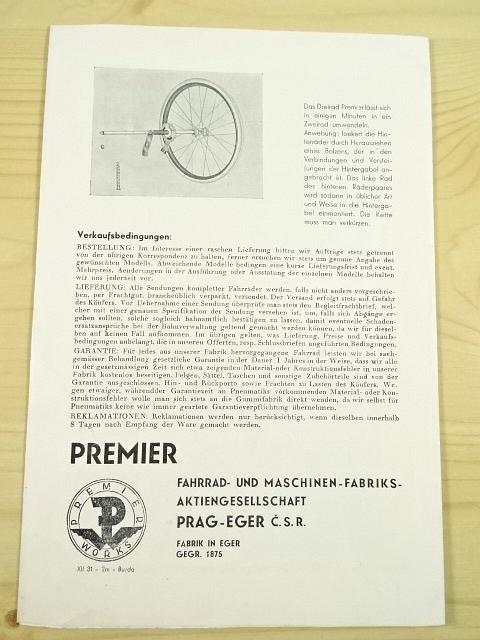 Das Dreirad Premier lässt sich
in einigen Minuten in ein
Zweirad umwandeln.
Anweisung: lockert die Hin-
terräder durch Herausziehen
eines Bolzens, der in den
Verbindungen und Verstei-
fungen der Hintergabel an-
gebracht ist. Das linke Rad
des hinteren Räderpaares
wird sodann in üblicher Art
und Weise in die Hinterga-
bel einmontiert. Die Kette
muss man verkürzen.
Verkaufsbedingungen:
BESTELLUNG: Im Interesse einer raschen Lieferung bitten wir Aufträge stets getrennt
von der übrigen Korrespondenz zu halten, ferner ersuchen wir stets um genaue Angabe des
gewünschten Modells. Abweichende Modelle bedingen eine kurze Lieferungsfrist und event.
Mehrpreis. Aenderungen in der Ausführung oder Ausstattung der einzelnen Modelle behalten
wir uns jederzeit vor.
LIEFERUNG: Alle Sendungen kompletter Fahrräder werden, falls nicht anders vorgeschrie-
ben, per Frachtgut, branchenüblich verpackt, versendet. Der Versand erfolgt stets auf Gefahr
des Käufers. Vor Uebernahme einer Sendung überprüfe man stets den Begleitfrachtbrief, wel-
cher mit einer genauen Spezifikation der Sendung versehen ist, um, falls sich Abgänge er-
geben sollten, solche sogleich bahnamtlich bestätigen zu lassen, damit eventuelle Schaden-
ersatzansprüche bei der Bahnverwaltung geltend gemacht werden können, da wir für diesel-
ben auf keinen Fall aufkommen. Im übrigen gelten, was Lieferung, Preise und Verkaufs-
bedingungen anbelangt, die in unseren Offerten, resp. Schlussbriefen angeführten Bedingungen.
GARANTIE: Für jedes aus unserer Fabrik hervorgegangene Fahrrad leisten wir bei sach-
gemässer Behandlung gesetzliche Garantie in der Dauer 1 Jahres in der Weise, dass wir alle
in der gesetzmässigen Zeit sich etwa zeigenden Material-oder Konstruktionsfehler in unserer
Fabrik kostenlos beseitigen. Felgen, Sättel, Taschen und sonstige Zubehörteile sind von der
Garantie ausgeschlossen. Hin- und Rückporto sowie Frachten zu Lasten des Käufers. We-
gen etwaiger, währender Garantiezeit an Pneumatiks vorkommenden Material- oder Kon-
struktionsfehler wolle man sich stets an die Gummifabrik direkt wenden, da wir selbst für
Pneumatiks keine wie immer geartete Garantieverpflichtung übernehmen.
REKLAMATIONEN: Reklamationen werden nur berücksichtigt, wenn dieselben innerhalb
8 Tagen nach Empfang der Ware gemacht werden.
PREMIER
PREMIER
P
WORKS
FAHRRAD- UND MASCHINEN-FABRIKS-
AKTIENGESELLSCHAFT
PRAG-EGER Č.S.R.
FABRIK IN EGER
GEGR. 1875
XII 31 - 2m - Burda